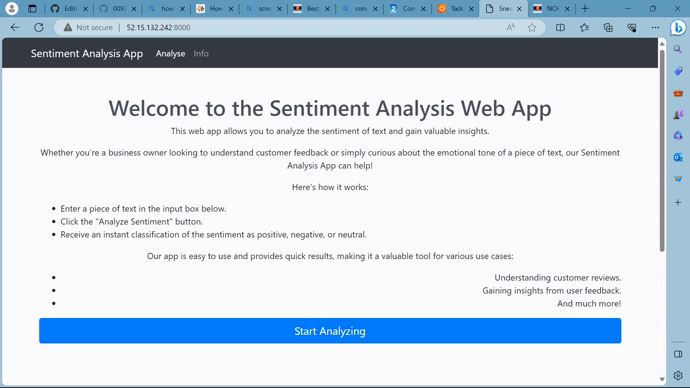 Editi
0093
how
How
scre
Best
con
Con
Tadi
Snea
NCH
Not secure | 52.15.132.242:8000
Sentiment Analysis App Analyse Info
Welcome to the Sentiment Analysis Web App
This web app allows you to analyze the sentiment of text and gain valuable insights.
Whether you're a business owner looking to understand customer feedback or simply curious about the emotional tone of a piece of text, our Sentiment
Analysis App can help!
Here's how it works:
Enter a piece of text in the input box below.
Click the "Analyze Sentiment" button.
Receive an instant classification of the sentiment as positive, negative, or neutral.
Our app is easy to use and provides quick results, making it a valuable tool for various use cases:
Understanding customer reviews.
Gaining insights from user feedback.
And much more!
Start Analyzing